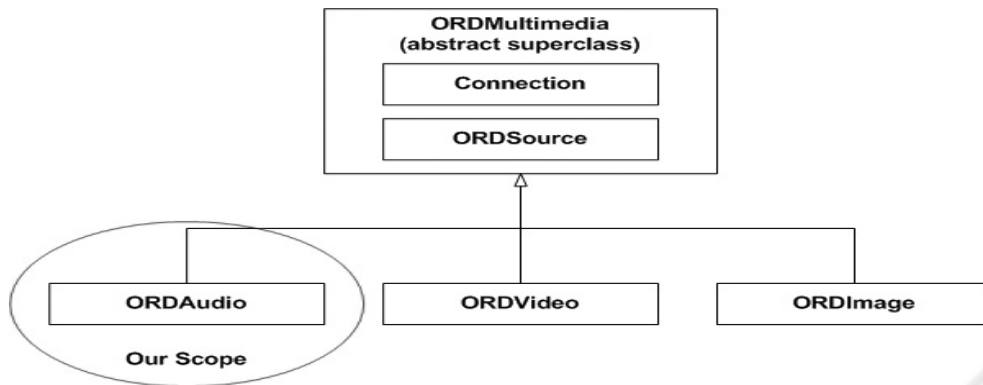 ORDMultimedia
(abstract superclass)
Connection
ORDSource
ORDAudio
ORDVideo
ORDImage
Our Scope